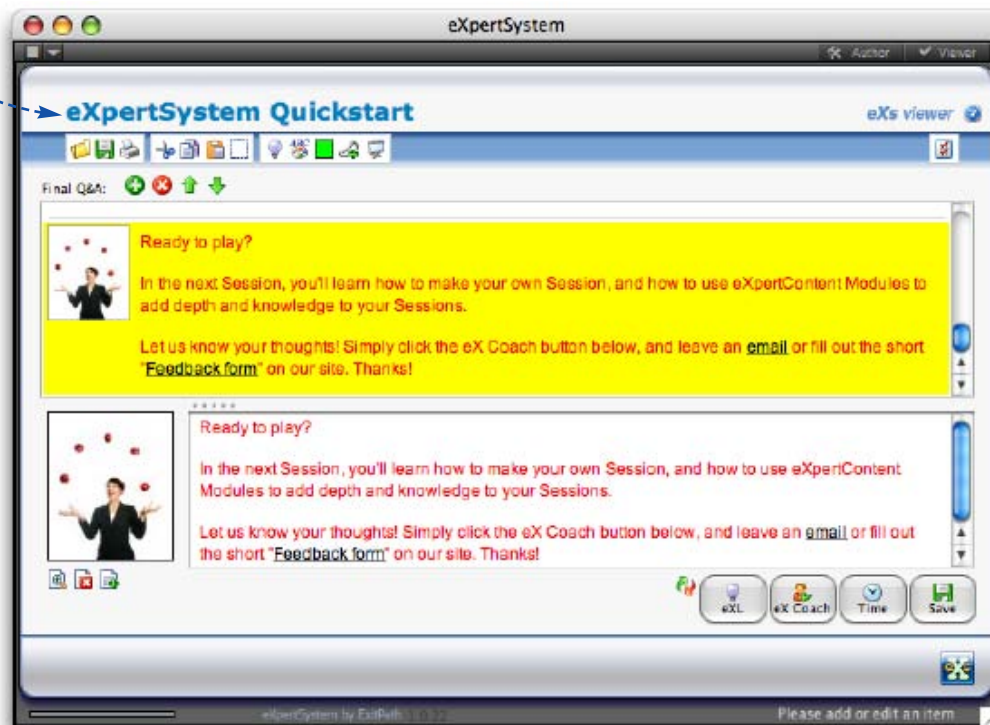 eXpertSystem
Author
Viewer
eXpertSystem Quickstart
eXs viewer
Final Q&A:
Ready to play?
In the next Session, you'll learn how to make your own Session, and how to use eXpertContent Modules to
add depth and knowledge to your Sessions.
Let us know your thoughts! Simply click the eX Coach button below, and leave an email or fill out the short
"Feedback form" on our site. Thanks!
Ready to play?
In the next Session, you'll learn how to make your own Session, and how to use eXpertContent
Modules to add depth and knowledge to your Sessions.
Let us know your thoughts! Simply click the eX Coach button below, and leave an email or fill out
the short "Feedback form" on our site. Thanks!
eXL
eX Coach
Time
Save
eXs
eXpertSystem by ExitPath 1.0.22
Please add or edit an item